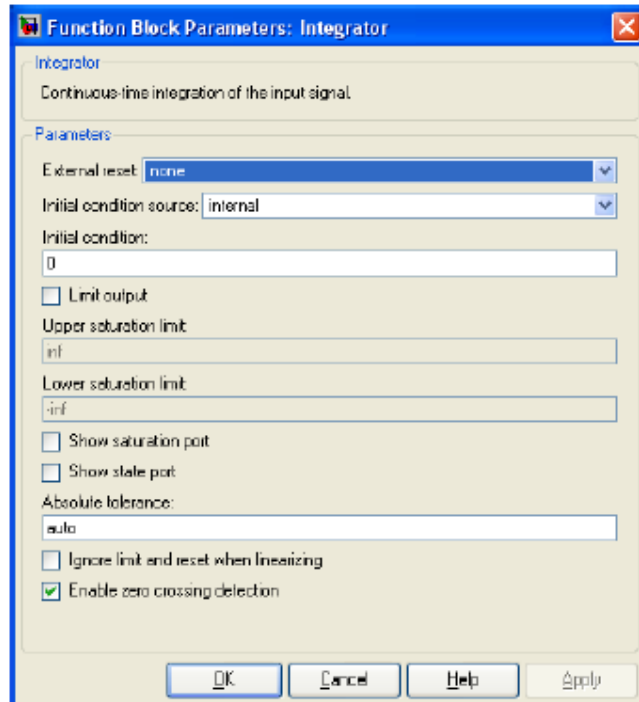 Function Block Parameters: Integrator
Integrator
Continuous-time integration of the input signal.
Parameters
External reset: none
Initial condition source: internal
Initial condition:
0
Limit output
Upper saturation limit:
inf
Lower saturation limit:
-inf
Show saturation port
Show state port
Absolute tolerance:
auto
Ignore limit and reset when linearizing
Enable zero crossing detection
OK Cancel Help Apply